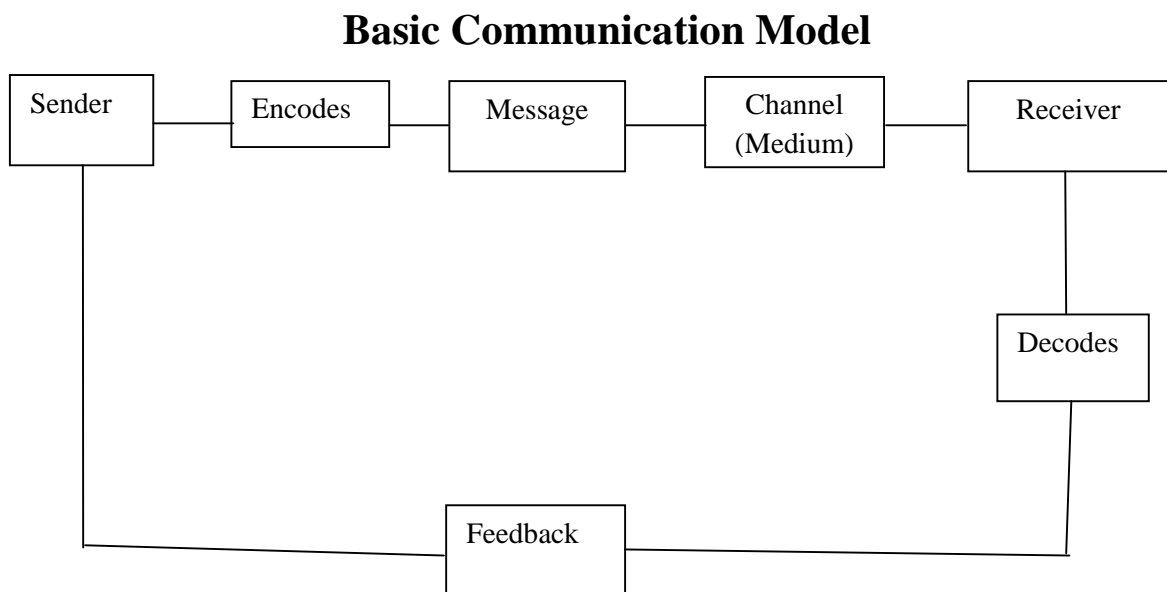 Basic Communication Model
Sender
Encodes
Message
Channel
(Medium)
Receiver
Decodes
Feedback